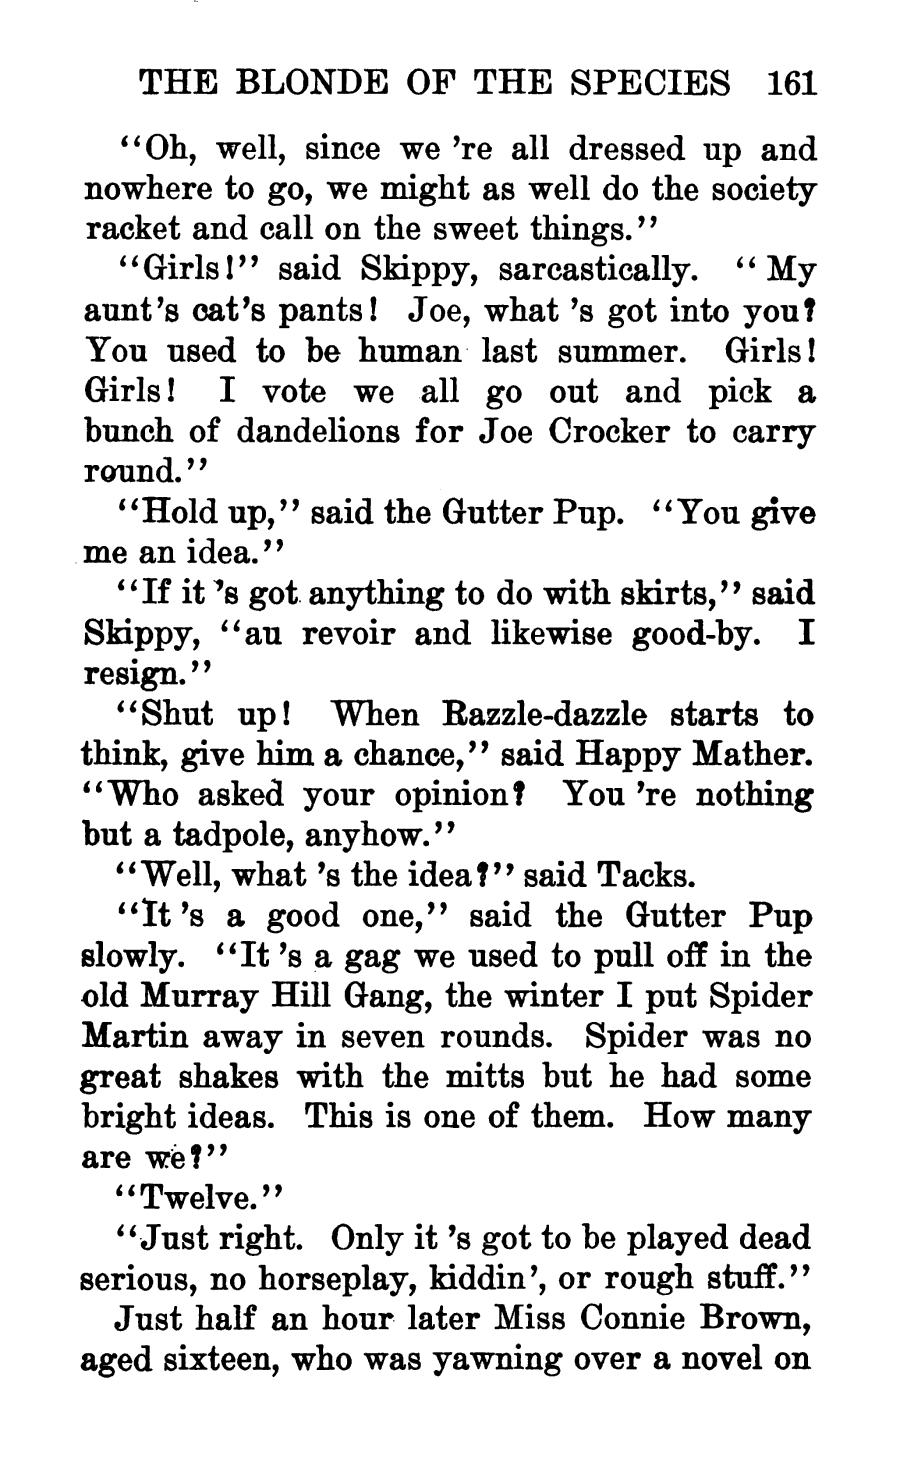 THE BLONDE OF THE SPECIES 161
“Oh, well, since we ’re all dressed up and
nowhere to go, we might as well do the society
racket and call on the sweet things.”
“Girls!” said Skippy, sarcastically. “ My
aunt’s cat’s pants! Joe, what ’s got into you?
You used to be human last summer. Girls!
Girls! I vote we all go out and pick a
bunch of dandelions for Joe Crocker to carry
round.”
“Hold up,” said the Gutter Pup. “You give
me an idea.”
“If it ’s got anything to do with skirts,” said
Skippy, “au revoir and likewise good-by. I
resign.”
“Shut up! When Razzle-dazzle starts to
think, give him a chance,” said Happy Mather.
“Who asked your opinion? You ’re nothing
but a tadpole, anyhow.”
“Well, what ’s the idea?” said Tacks.
“It ’s a good one,” said the Gutter Pup
slowly. “It ’s a gag we used to pull off in the
old Murray Hill Gang, the winter I put Spider
Martin away in seven rounds. Spider was no
great shakes with the mitts but he had some
bright ideas. This is one of them. How many
are we?”
“Twelve.”
“Just right. Only it ’s got to be played dead
serious, no horseplay, kiddin’, or rough stuff.”
Just half an hour later Miss Connie Brown,
aged sixteen, who was yawning over a novel on